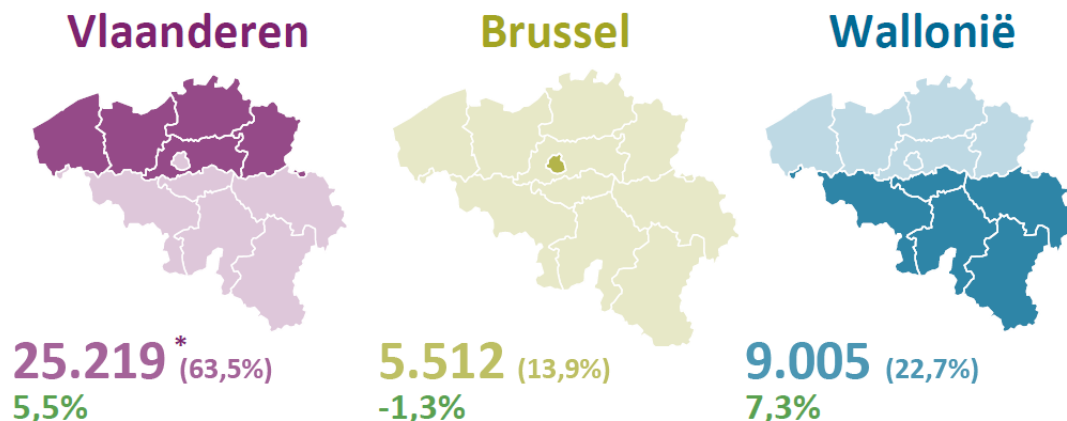 Vlaanderen
Brussel
Wallonië
25.219 * (63,5%)
5,5%
5.512 (13,9%)
-1,3%
9.005 (22,7%)
7,3%